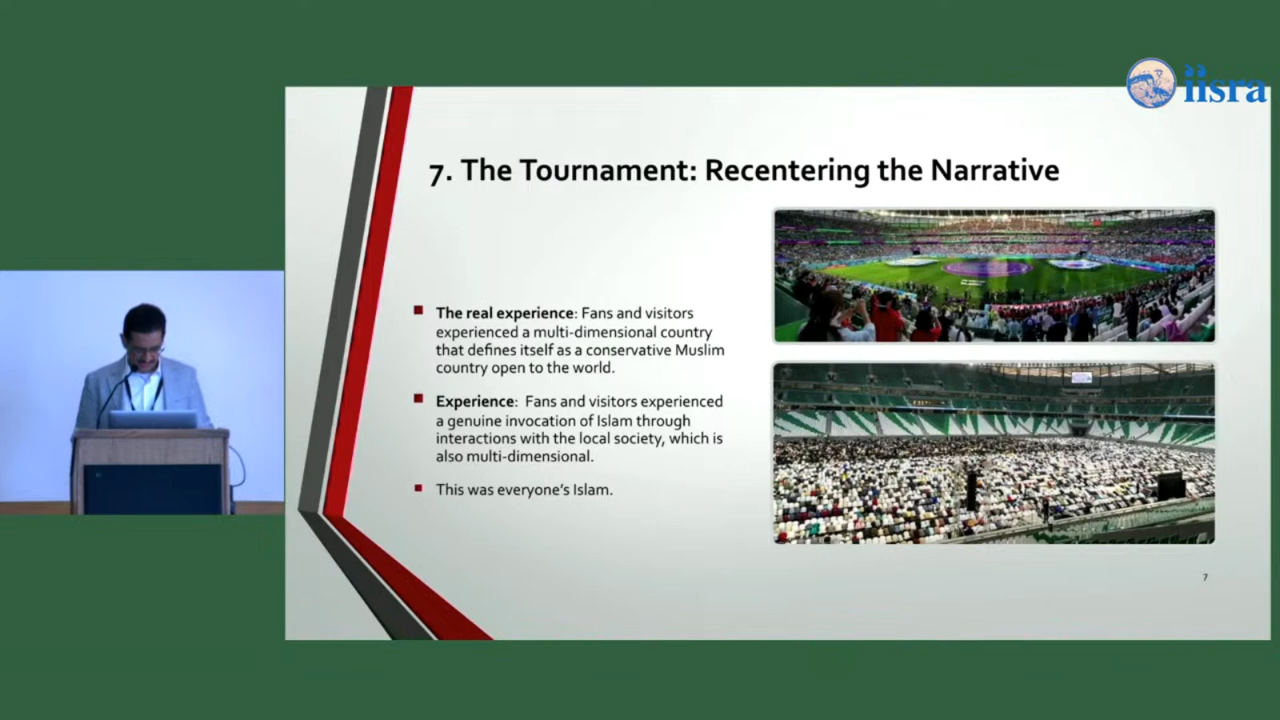 iisra
7. The Tournament: Recentering the Narrative
The real experience: Fans and visitors
experienced a multi-dimensional country
that defines itself as a conservative Muslim
country open to the world.
Experience: Fans and visitors experienced
a genuine invocation of Islam through
interactions with the local society, which is
also multi-dimensional.
This was everyone's Islam.
7